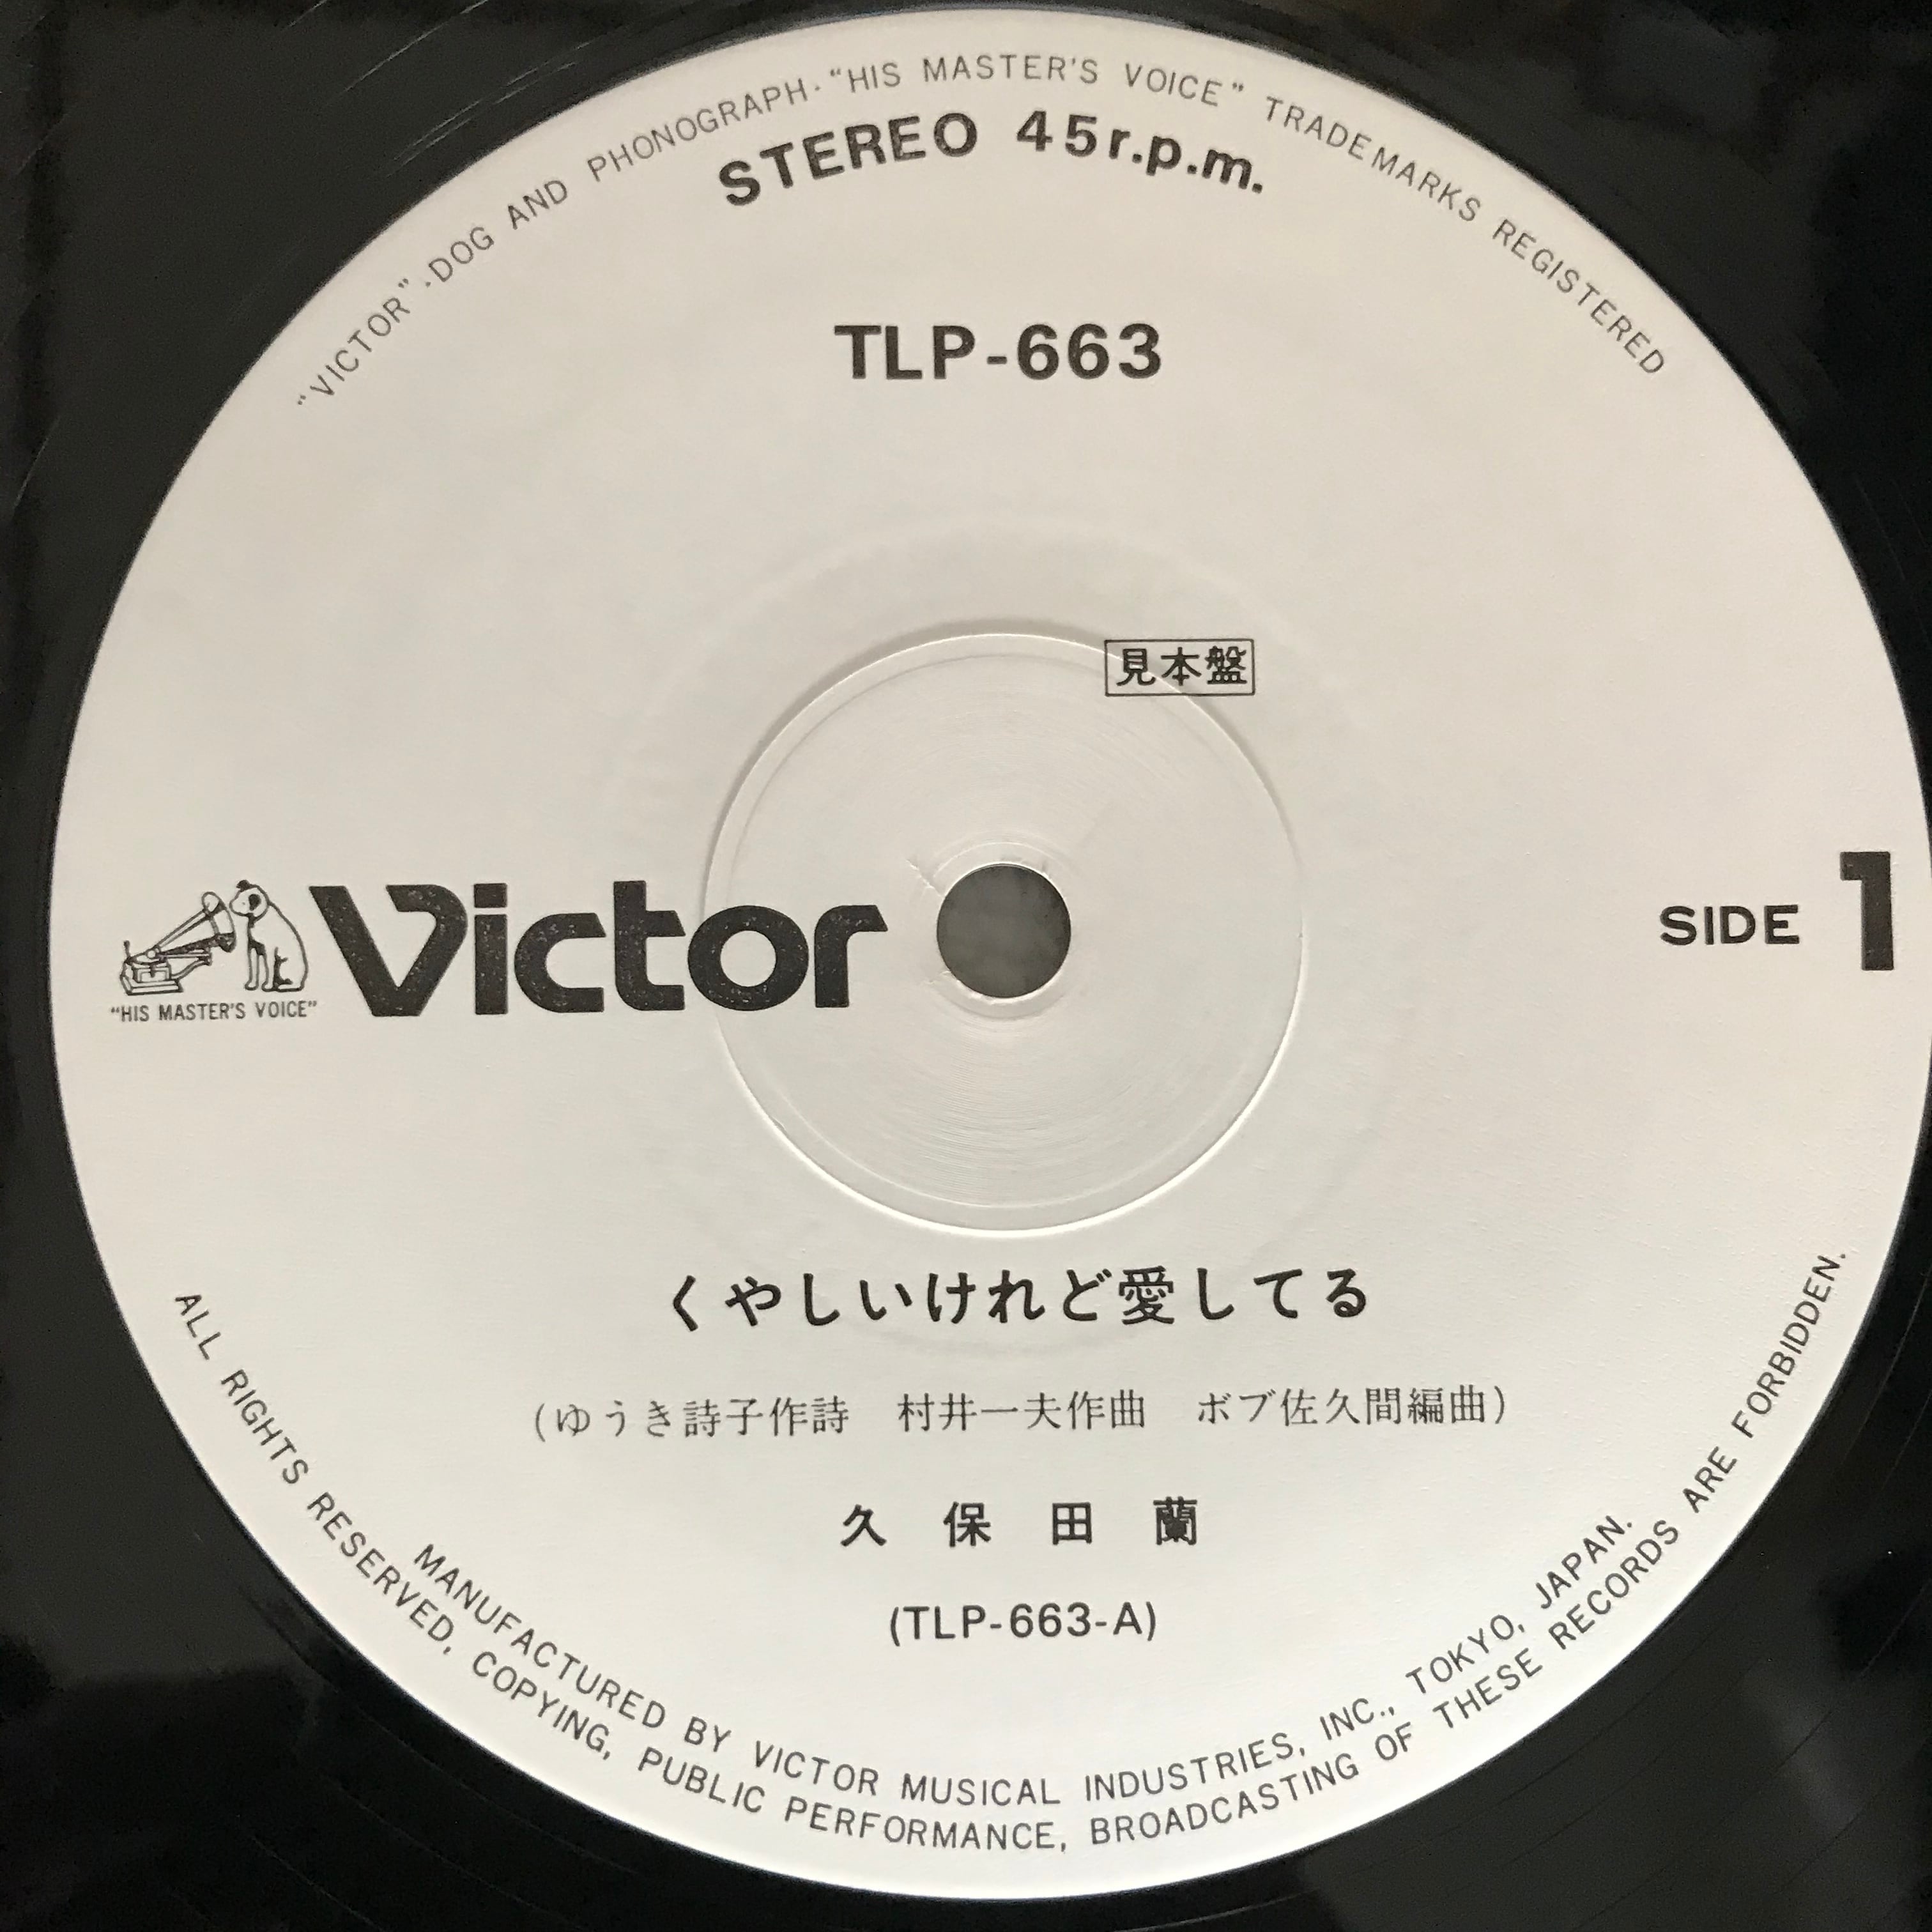 "VICTOR"·DOG AND PHONOGRAPH·"HIS MASTER'S VOICE" TRADEMARKS REGISTERED
STEREO 45r.p.m.
TLP-663
見本盤
Victor
"HIS MASTER'S VOICE"
SIDE 1
くやしいけれど愛してる
(ゆうき詩子作詩　村井一夫作曲　ボブ佐久間編曲)
久保田蘭
(TLP-663-A)
MANUFACTURED BY VICTOR MUSICAL INDUSTRIES, INC., TOKYO, JAPAN.
ALL RIGHTS RESERVED, COPYING, PUBLIC PERFORMANCE, BROADCASTING OF THESE RECORDS ARE FORBIDDEN.